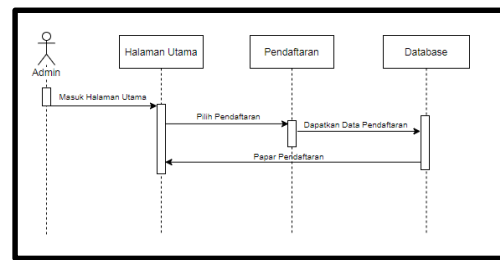 Halaman Utama
Pendaftaran
Database
Admin
Masuk Halaman Utama
Pilih Pendaftaran
Dapatkan Data Pendaftaran
Papar Pendaftaran